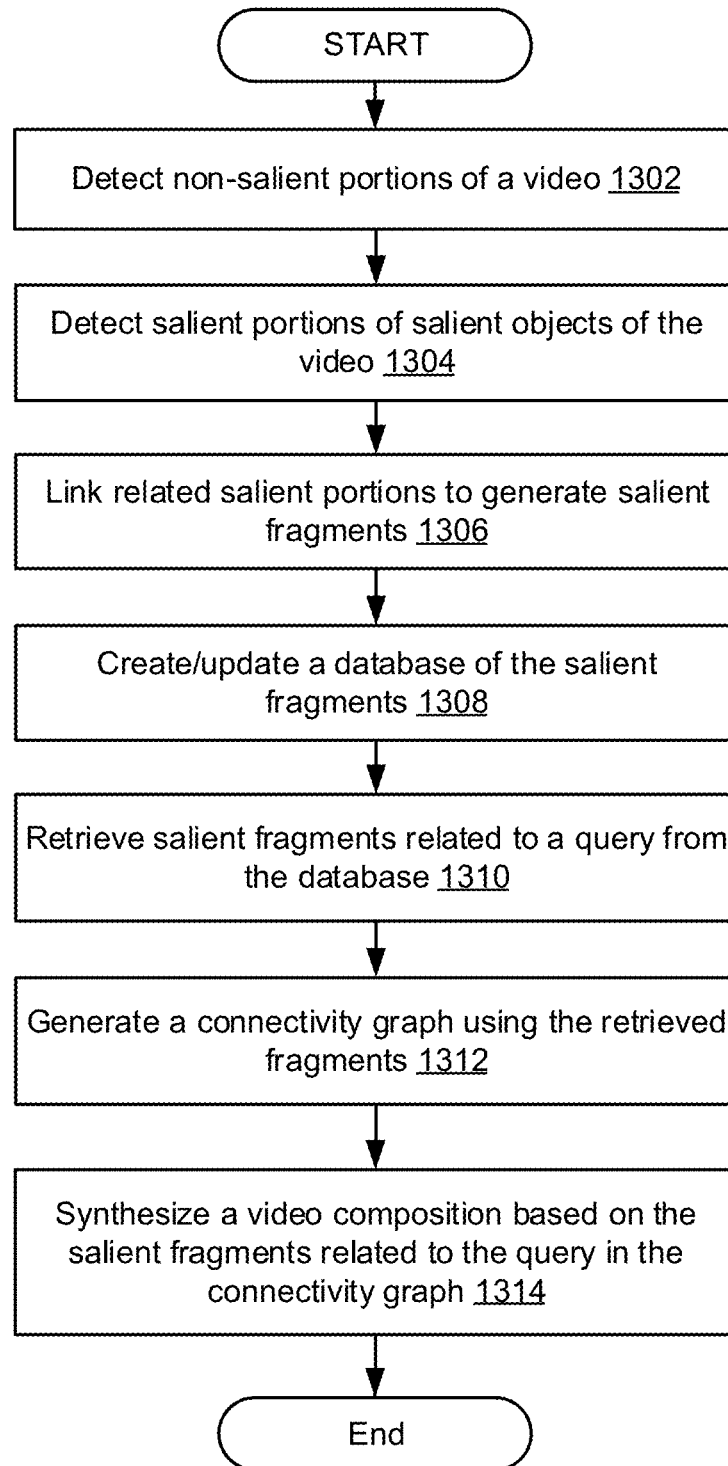 START
Detect non-salient portions of a video 1302
Detect salient portions of salient objects of the
video 1304
Link related salient portions to generate salient
fragments 1306
Create/update a database of the salient
fragments 1308
Retrieve salient fragments related to a query from
the database 1310
Generate a connectivity graph using the retrieved
fragments 1312
Synthesize a video composition based on the
salient fragments related to the query in the
connectivity graph 1314
End